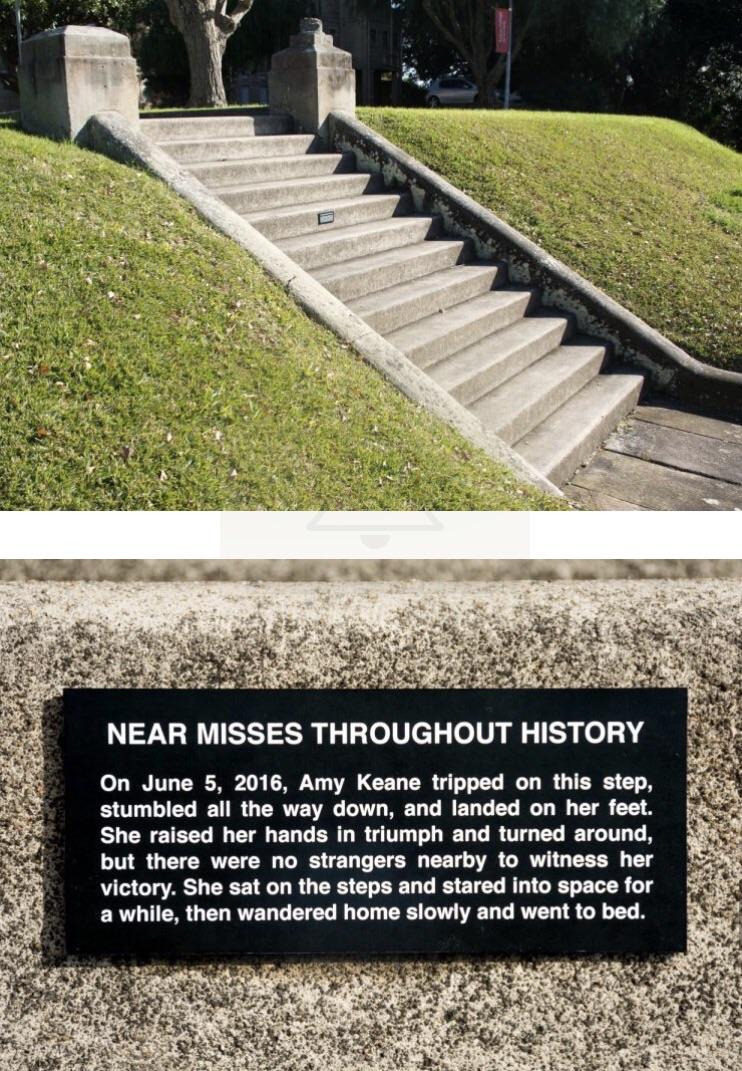 NEAR MISSES THROUGHOUT HISTORY
On June 5, 2016, Amy Keane tripped on this step,
stumbled all the way down, and landed on her feet.
She raised her hands in triumph and turned around,
but there were no strangers nearby to witness her
victory. She sat on the steps and stared into space for
a while, then wandered home slowly and went to bed.